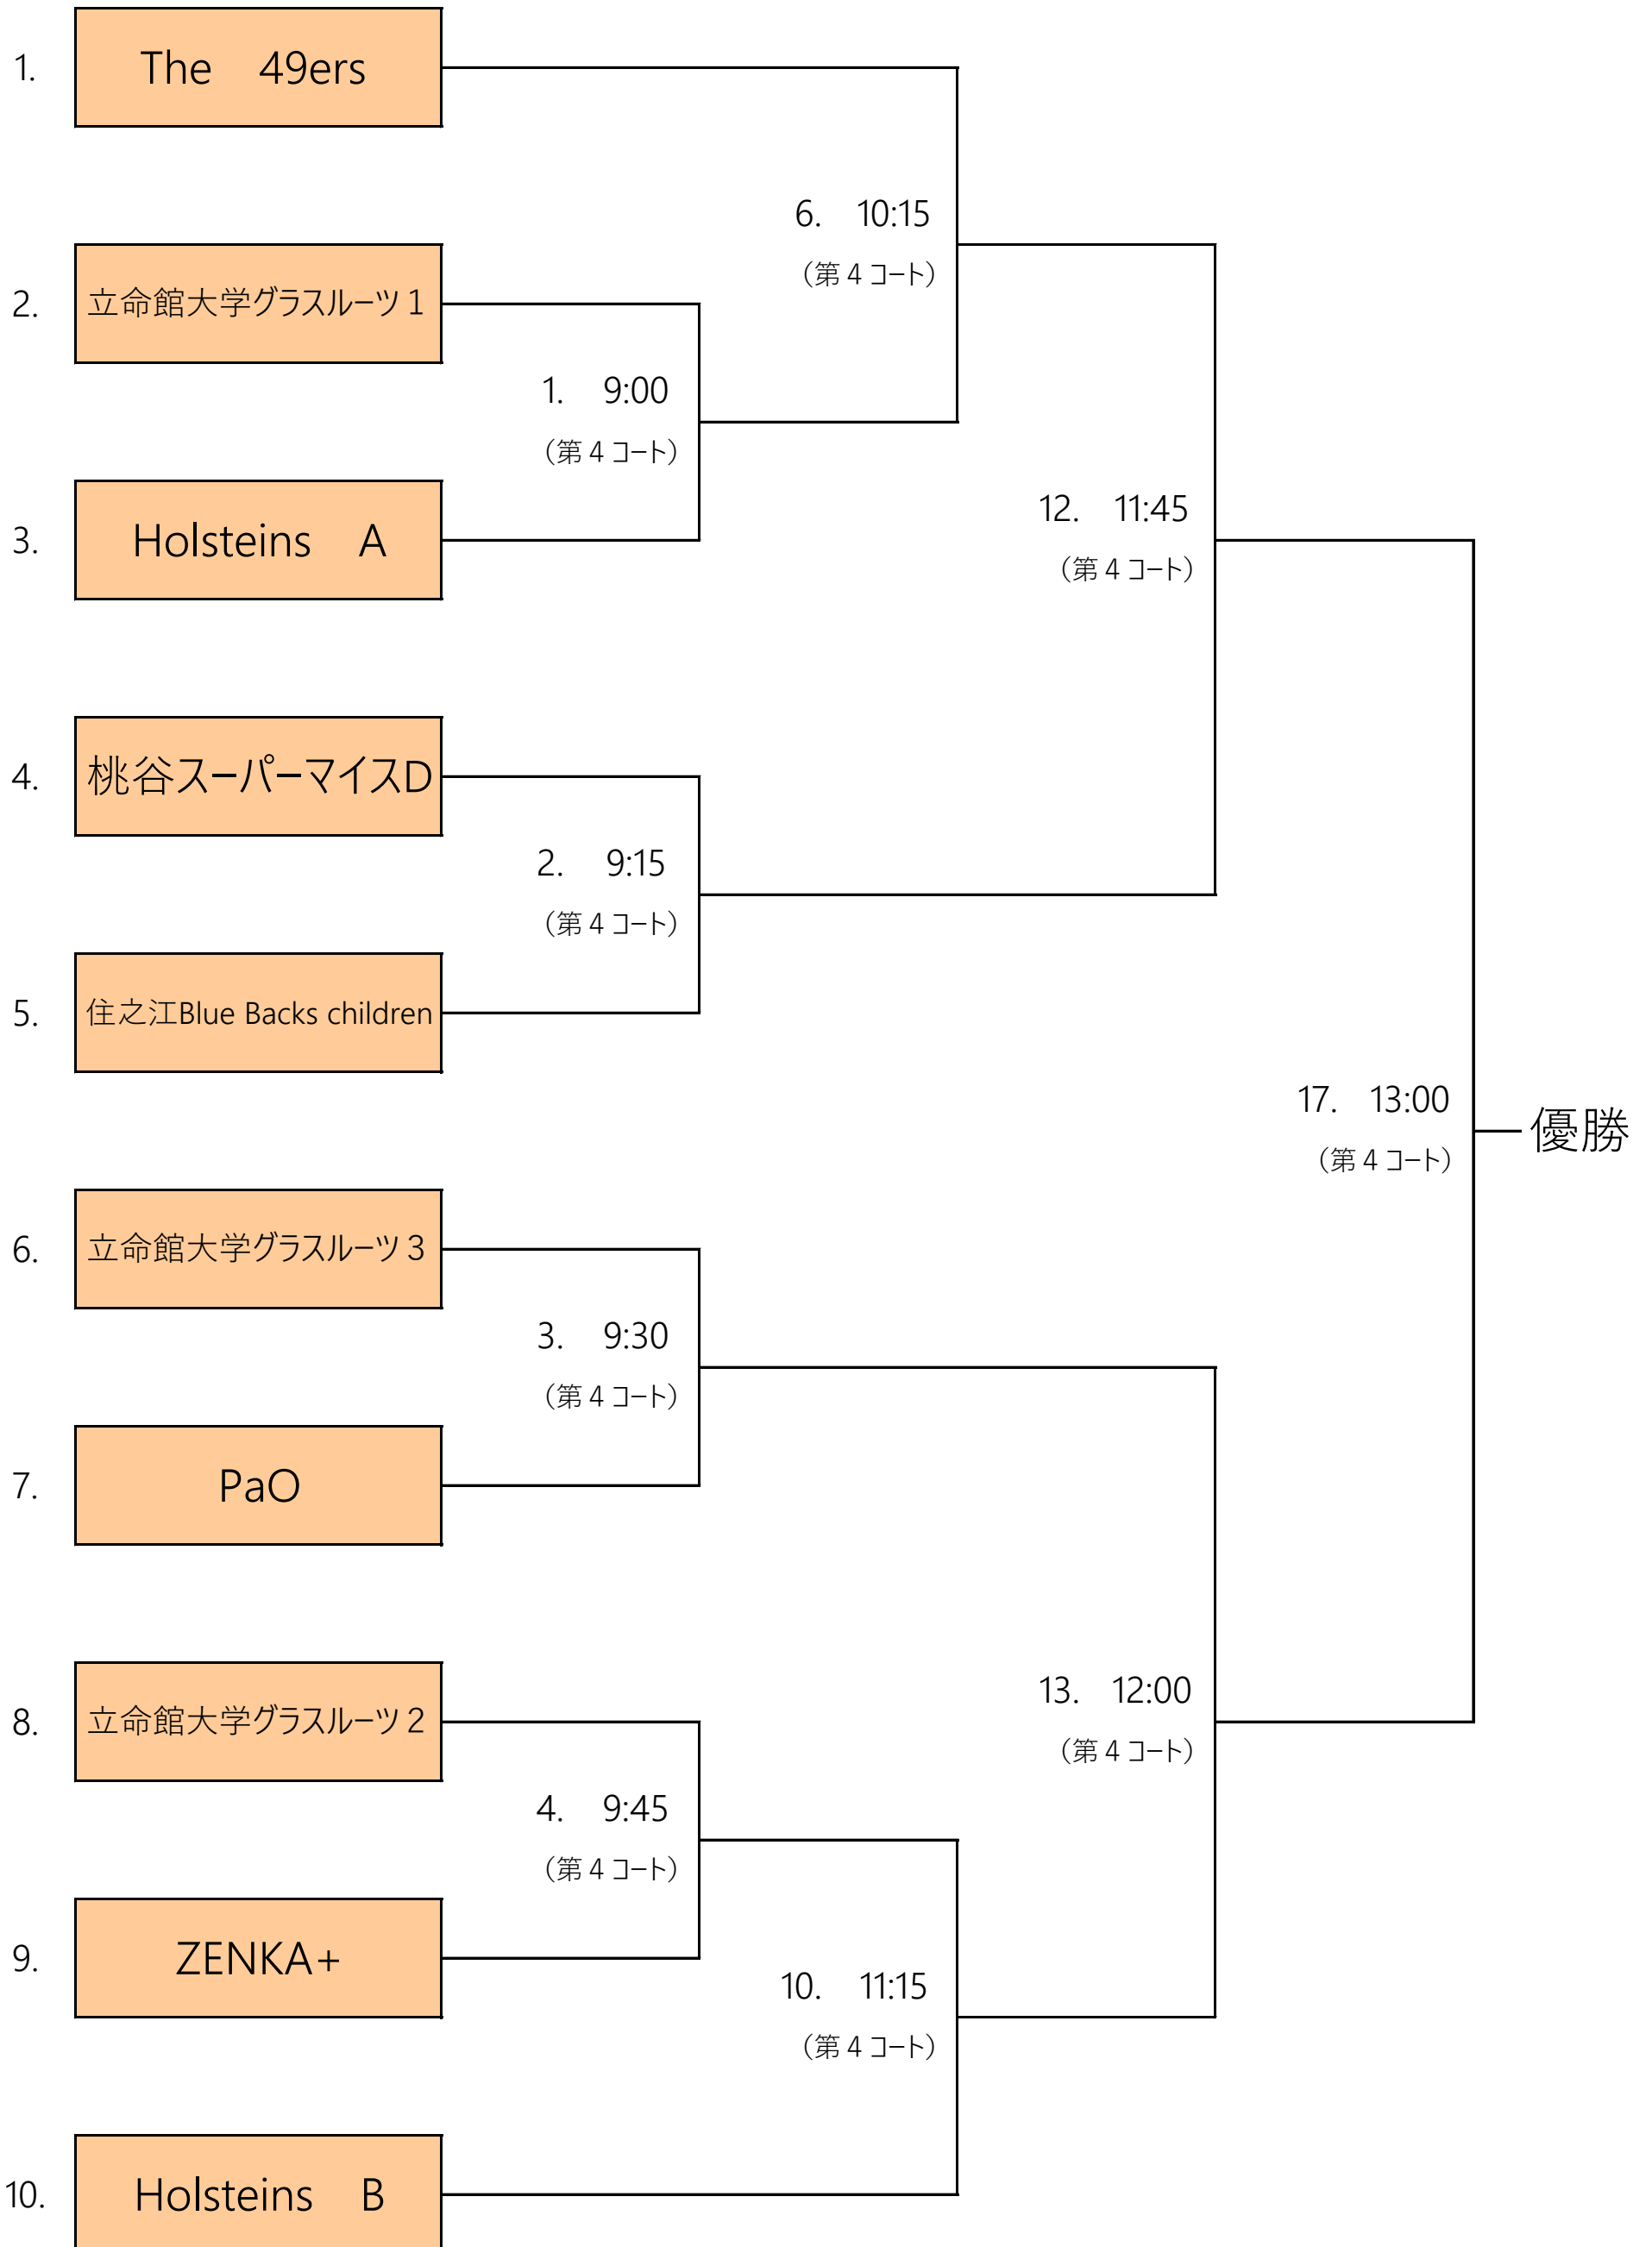 1. The　49ers
6.　10:15
（第４コート）
2. 立命館大学グラスルーツ１
1.　9:00
（第４コート）
3. Holsteins　A
12.　11:45
（第４コート）
4. 桃谷スーパーマイスD
2.　9:15
（第４コート）
5. 住之江Blue Backs children
17.　13:00
（第４コート）
優勝
6. 立命館大学グラスルーツ３
3.　9:30
（第４コート）
7. PaO
13.　12:00
（第４コート）
8. 立命館大学グラスルーツ２
4.　9:45
（第４コート）
9. ZENKA+
10.　11:15
（第４コート）
10. Holsteins　B